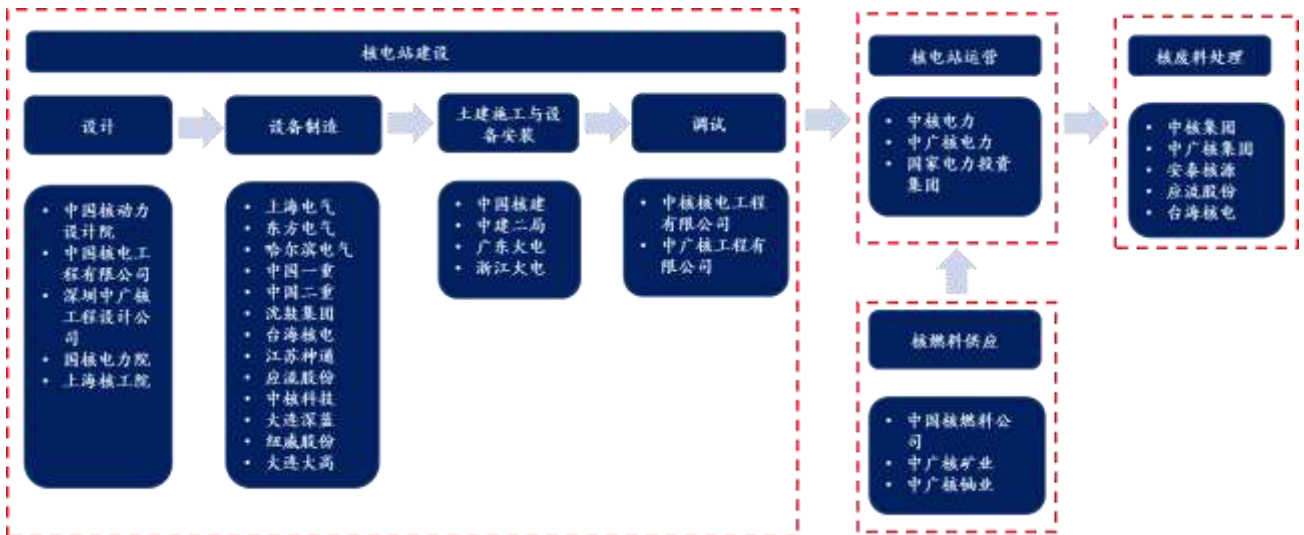 核电站建设
设计
设备制造
土建施工与设
备安装
调试
• 中国核动力
设计院
• 中国核电工
程有限公司
• 深圳中广核
工程设计公
司
• 国核电力院
• 上海核工院
• 上海电气
• 东方电气
• 哈尔滨电气
• 中国一重
• 中国二重
• 沈鼓集团
• 台海核电
• 江苏神通
• 应流股份
• 中核科技
• 大连深蓝
• 纽威股份
• 大连大高
• 中国核建
• 中建二局
• 广东火电
• 浙江火电
• 中核核电工程
有限公司
• 中广核工程有
限公司
核电站运营
• 中核电力
• 中广核电力
• 国家电力投资
集团
核燃料供应
• 中国核燃料公
司
• 中广核矿业
• 中广核铀业
核废料处理
• 中核集团
• 中广核集团
• 安泰核源
• 应流股份
• 台海核电